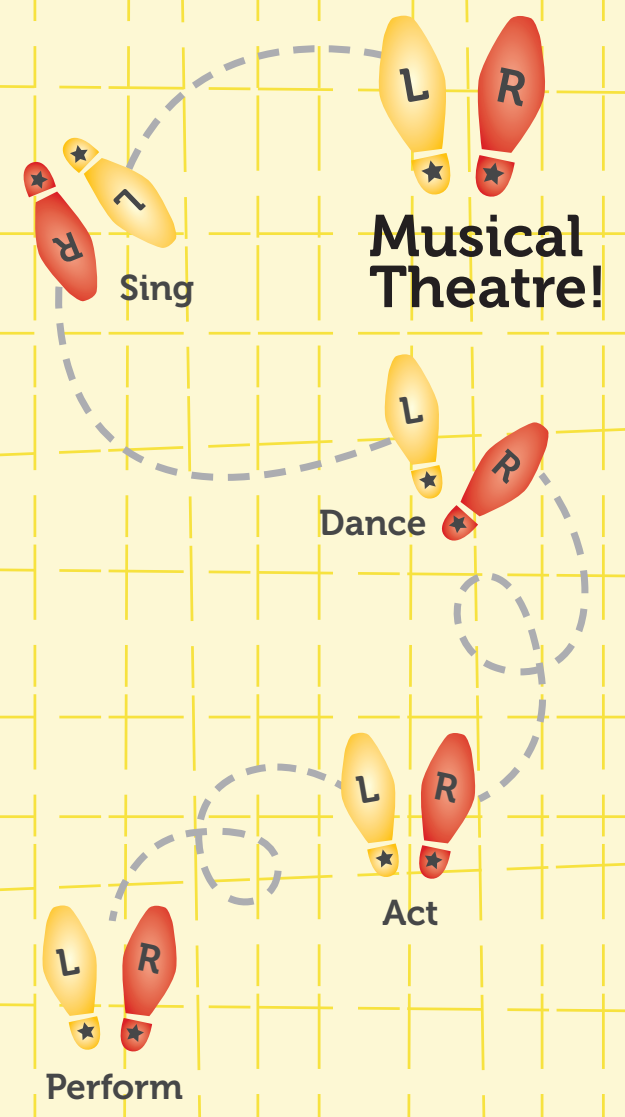 L R
Musical
Theatre!
L
R
Sing
L
R
Dance
L R
Act
L R
Perform